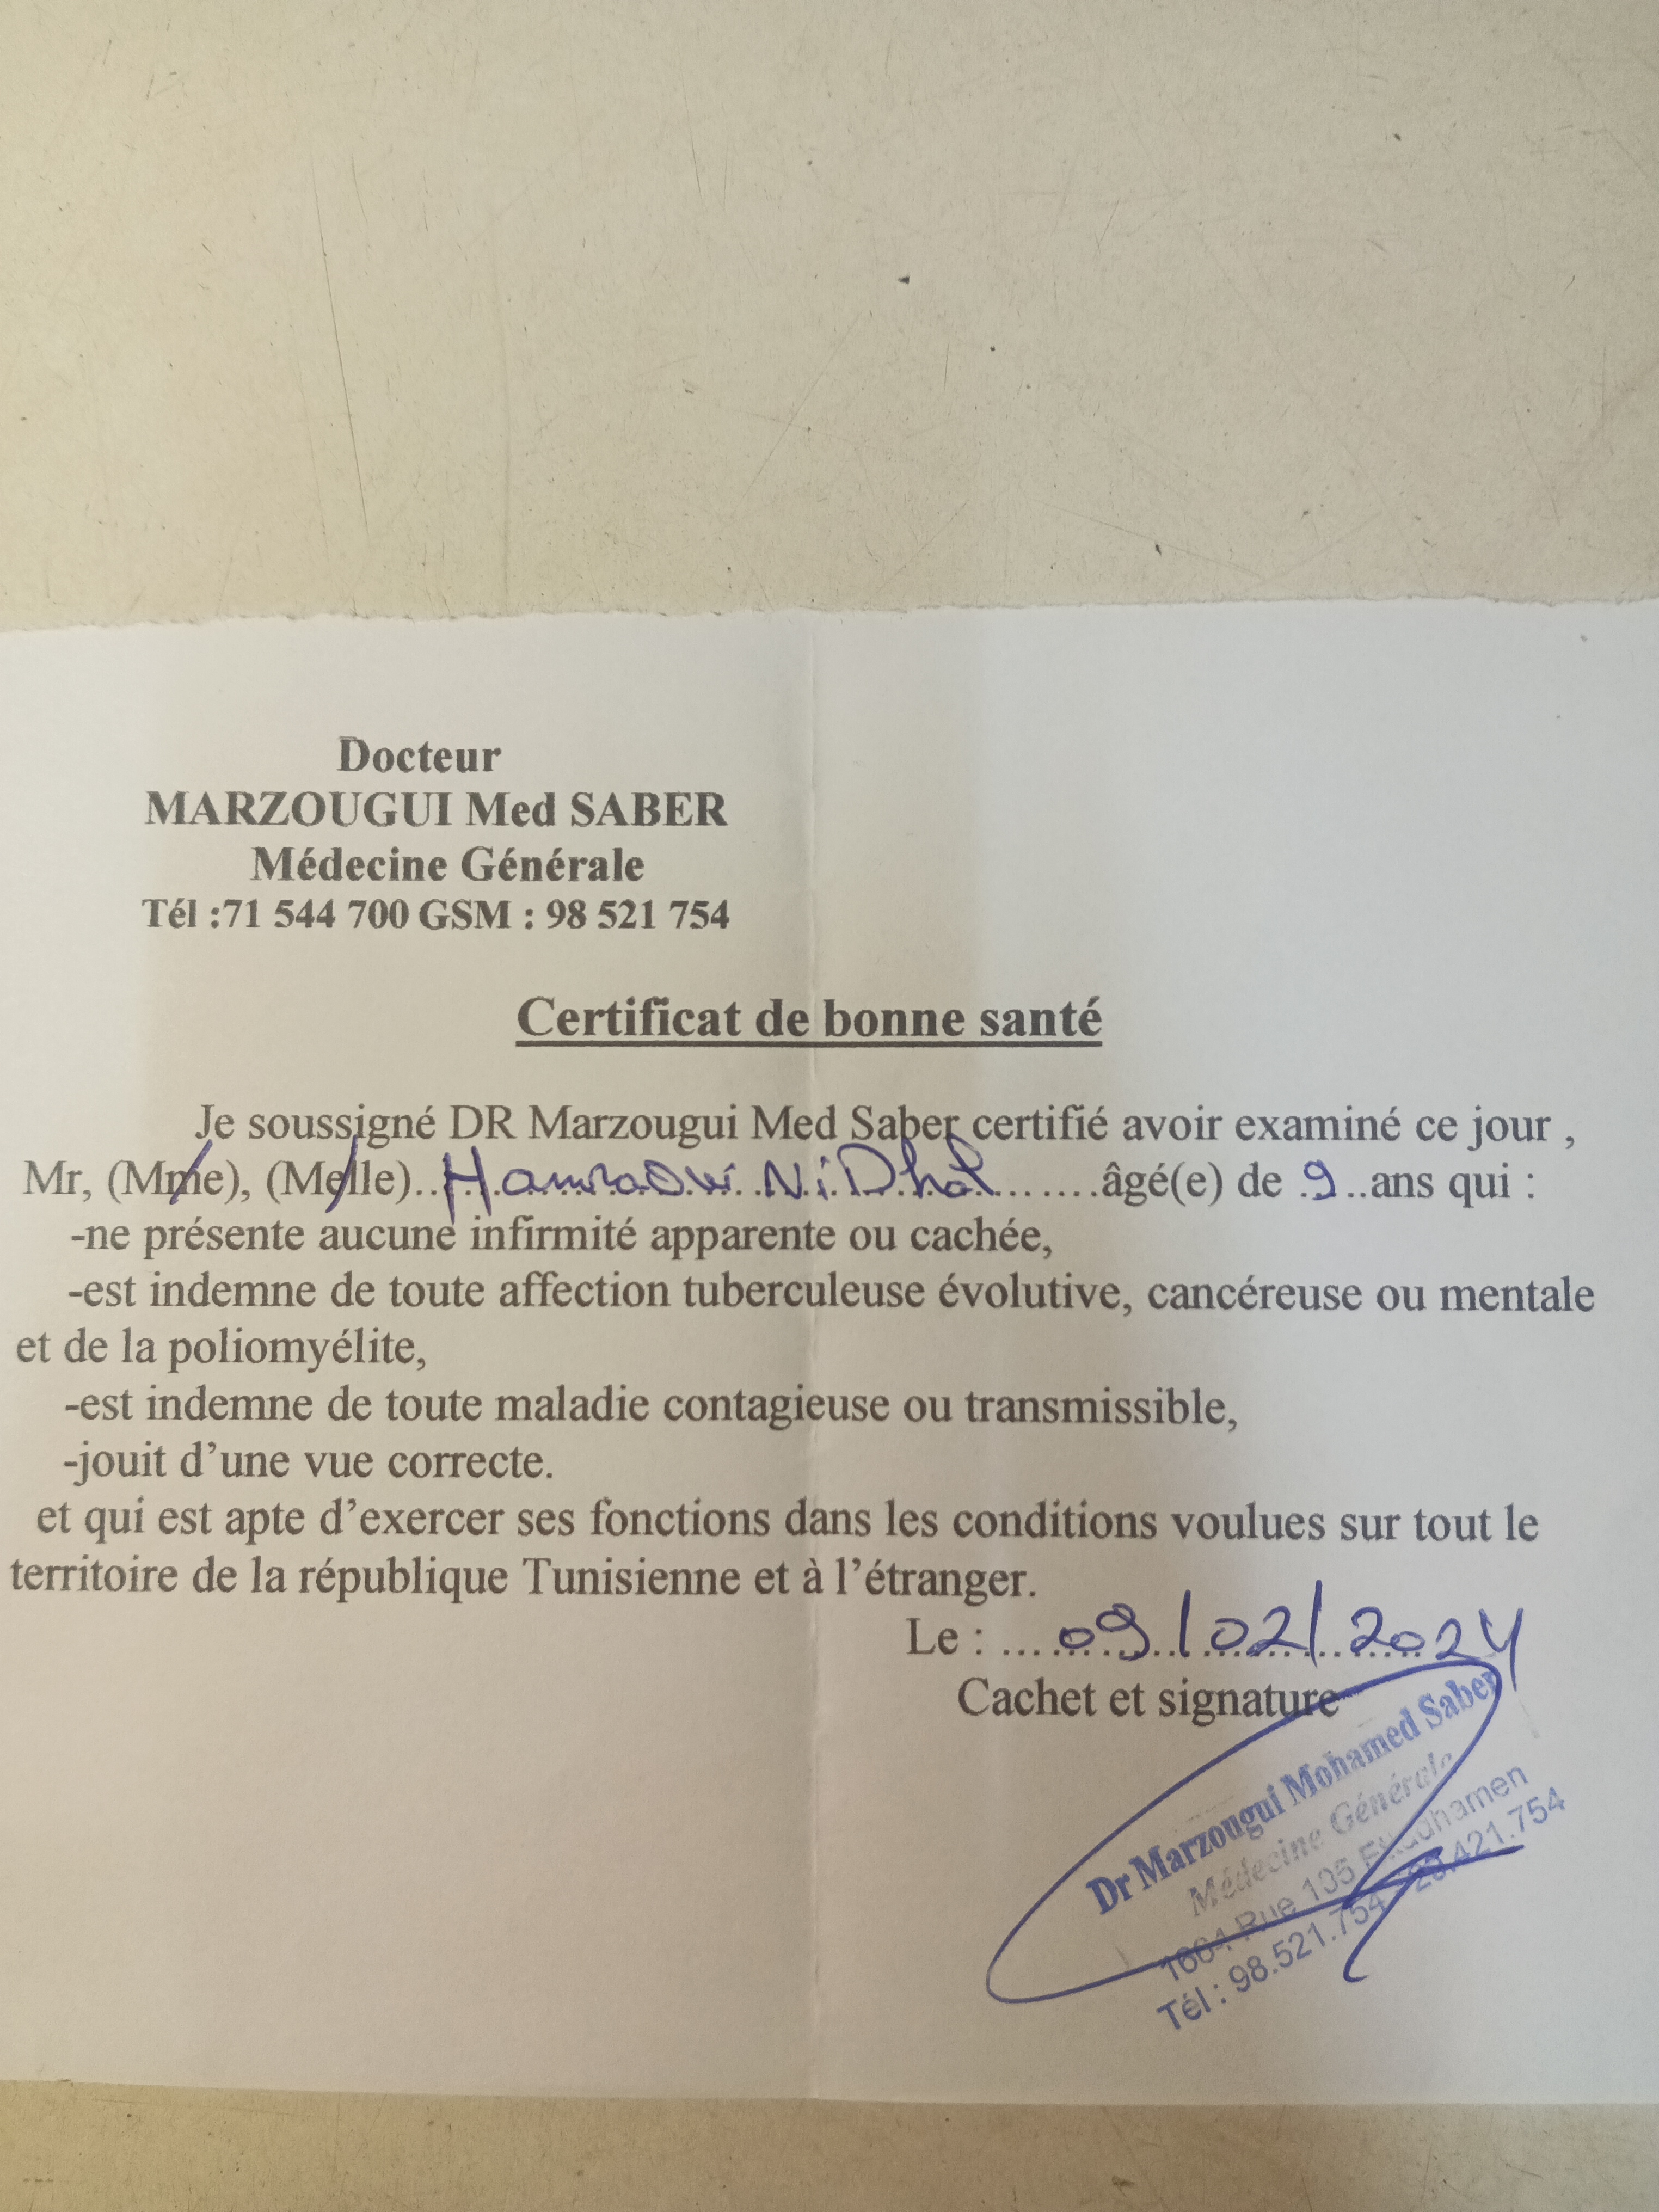 Docteur
MARZOUGUI Med SABER
Médecine Générale
Tél :71 544 700 GSM : 98 521 754
Certificat de bonne santé
Je soussigné DR Marzougui Med Saber certifié avoir examiné ce jour ,
Mr, (Mme), (Melle)..Hamraoui NiDhal.......âgé(e) de .9..ans qui :
-ne présente aucune infirmité apparente ou cachée,
-est indemne de toute affection tuberculeuse évolutive, cancéreuse ou mentale
et de la poliomyélite,
-est indemne de toute maladie contagieuse ou transmissible,
-jouit d’une vue correcte.
et qui est apte d’exercer ses fonctions dans les conditions voulues sur tout le
territoire de la république Tunisienne et à l’étranger.
Le : ....09/02/2024
Cachet et signature
Dr Marzougui Mohamed Saber
Médecine Générale
Rue 135
Tél : 98.521.754